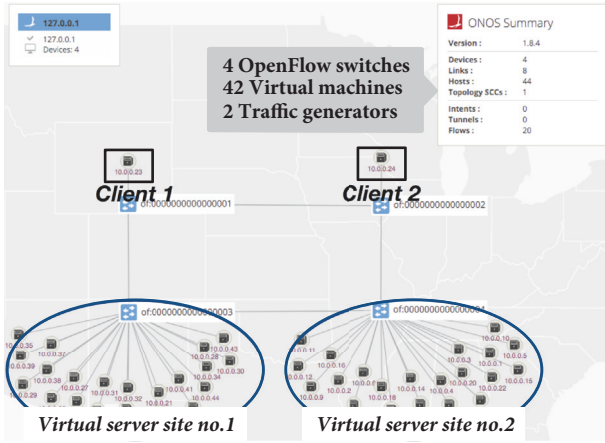 127.0.0.1
127.0.0.1
Devices: 4
4 OpenFlow switches
42 Virtual machines
2 Traffic generators
ONOS Summary
Version : 1.8.4
Devices : 4
Links : 8
Hosts : 44
Topology SCCs : 1
Intents : 0
Tunnels : 0
Flows : 20
10.0.0.23
10.0.0.24
Client 1
Client 2
of:0000000000000001
of:0000000000000002
of:0000000000000003
10.0.0.35
10.0.0.43
10.0.0.28
10.0.0.39
10.0.0.30
10.0.0.38
10.0.0.27
10.0.0.34
10.0.0.29
10.0.0.31
10.0.0.32
10.0.0.41
10.0.0.21
10.0.0.44
10.0.0.10
10.0.0.11
10.0.0.5
10.0.0.16
10.0.0.3
10.0.0.1
10.0.0.12
10.0.0.20
10.0.0.15
10.0.0.2
10.0.0.14
10.0.0.4
10.0.0.22
10.0.0.9
10.0.0.18
Virtual server site no.1
Virtual server site no.2